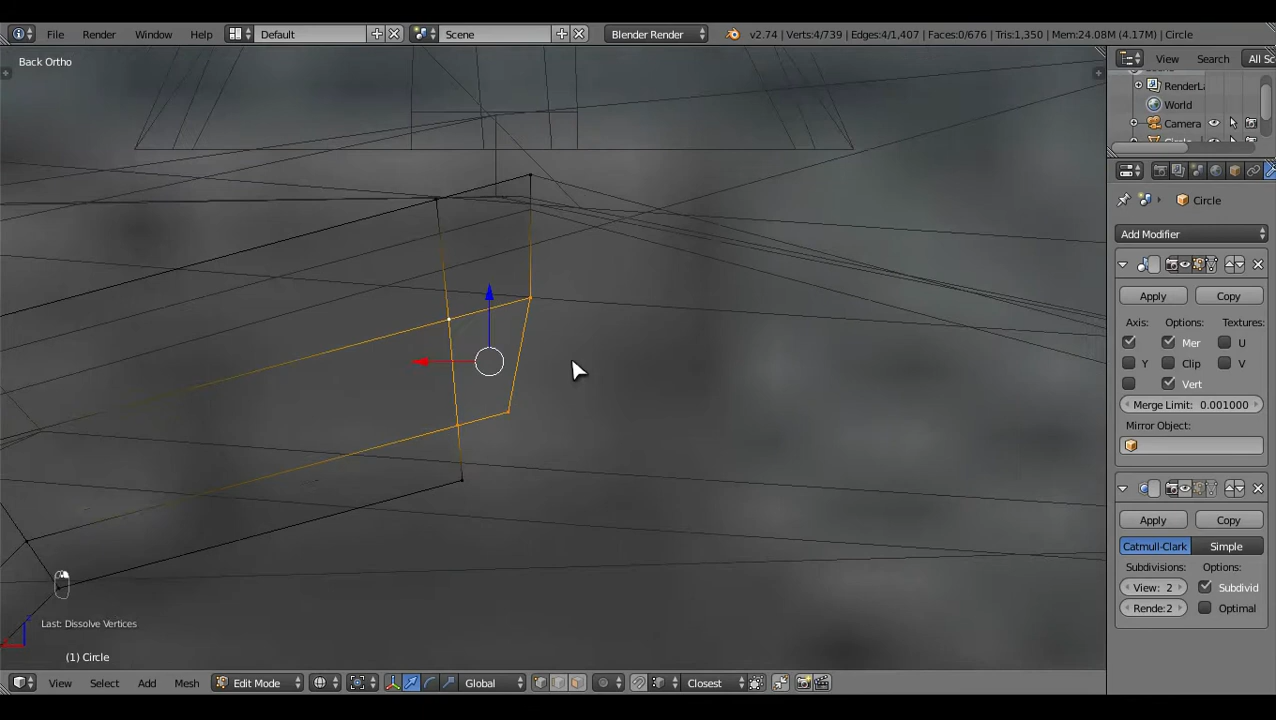 File Render Window Help Default Scene Blender Render v2.74 | Verts:4/739 | Edges:4/1,407 | Faces:0/676 | Tris:1,350 | Mem:24.08M (4.17M) | Circle
Back Ortho
View Search All Sc
RenderL
World
Camera
Circle
Add Modifier
Apply Copy
Axis: Options: Textures:
Mer U
Y Clip V
Vert
Merge Limit: 0.001000
Mirror Object:
Apply Copy
Catmull-Clark Simple
Subdivisions: Options:
View: 2 Subdivid
Rende:2 Optimal
Last: Dissolve Vertices
(1) Circle
View Select Add Mesh Edit Mode Global Closest